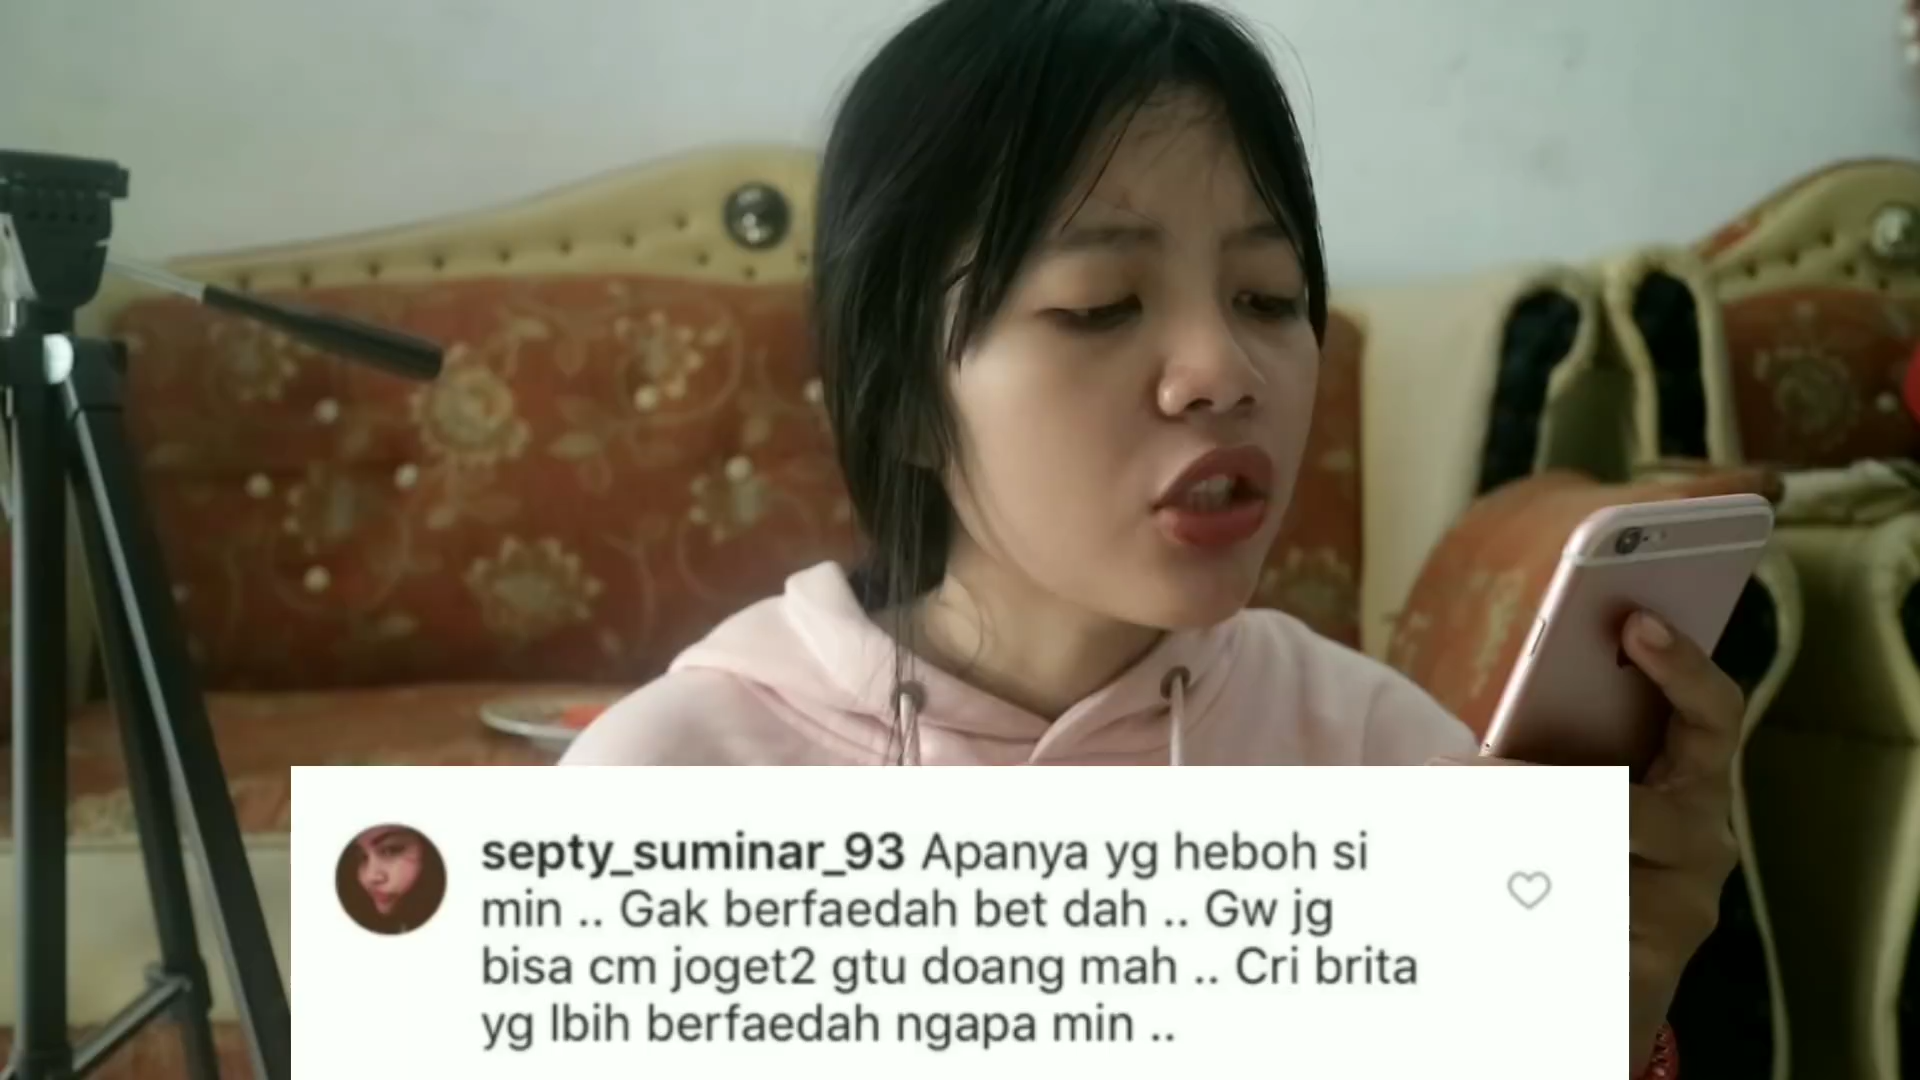 septy_suminar_93 Apanya yg heboh si
min .. Gak berfaedah bet dah .. Gw jg
bisa cm joget2 gtu doang mah .. Cri brita
yg lbih berfaedah ngapa min ..